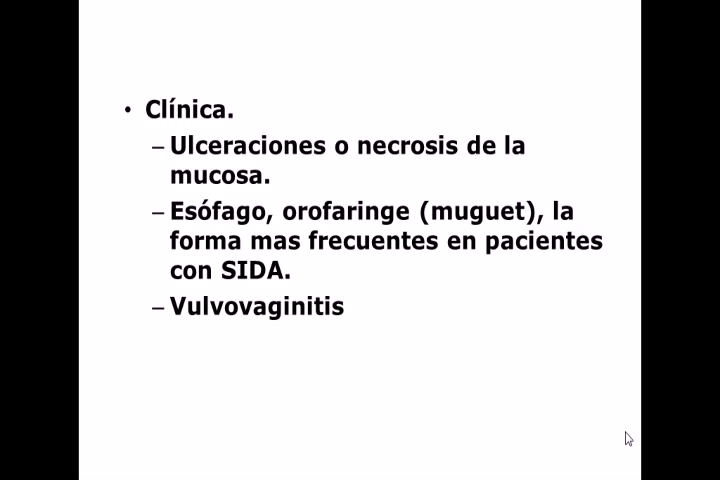 • Clínica.
– Ulceraciones o necrosis de la
mucosa.
– Esófago, orofaringe (muguet), la
forma mas frecuentes en pacientes
con SIDA.
– Vulvovaginitis